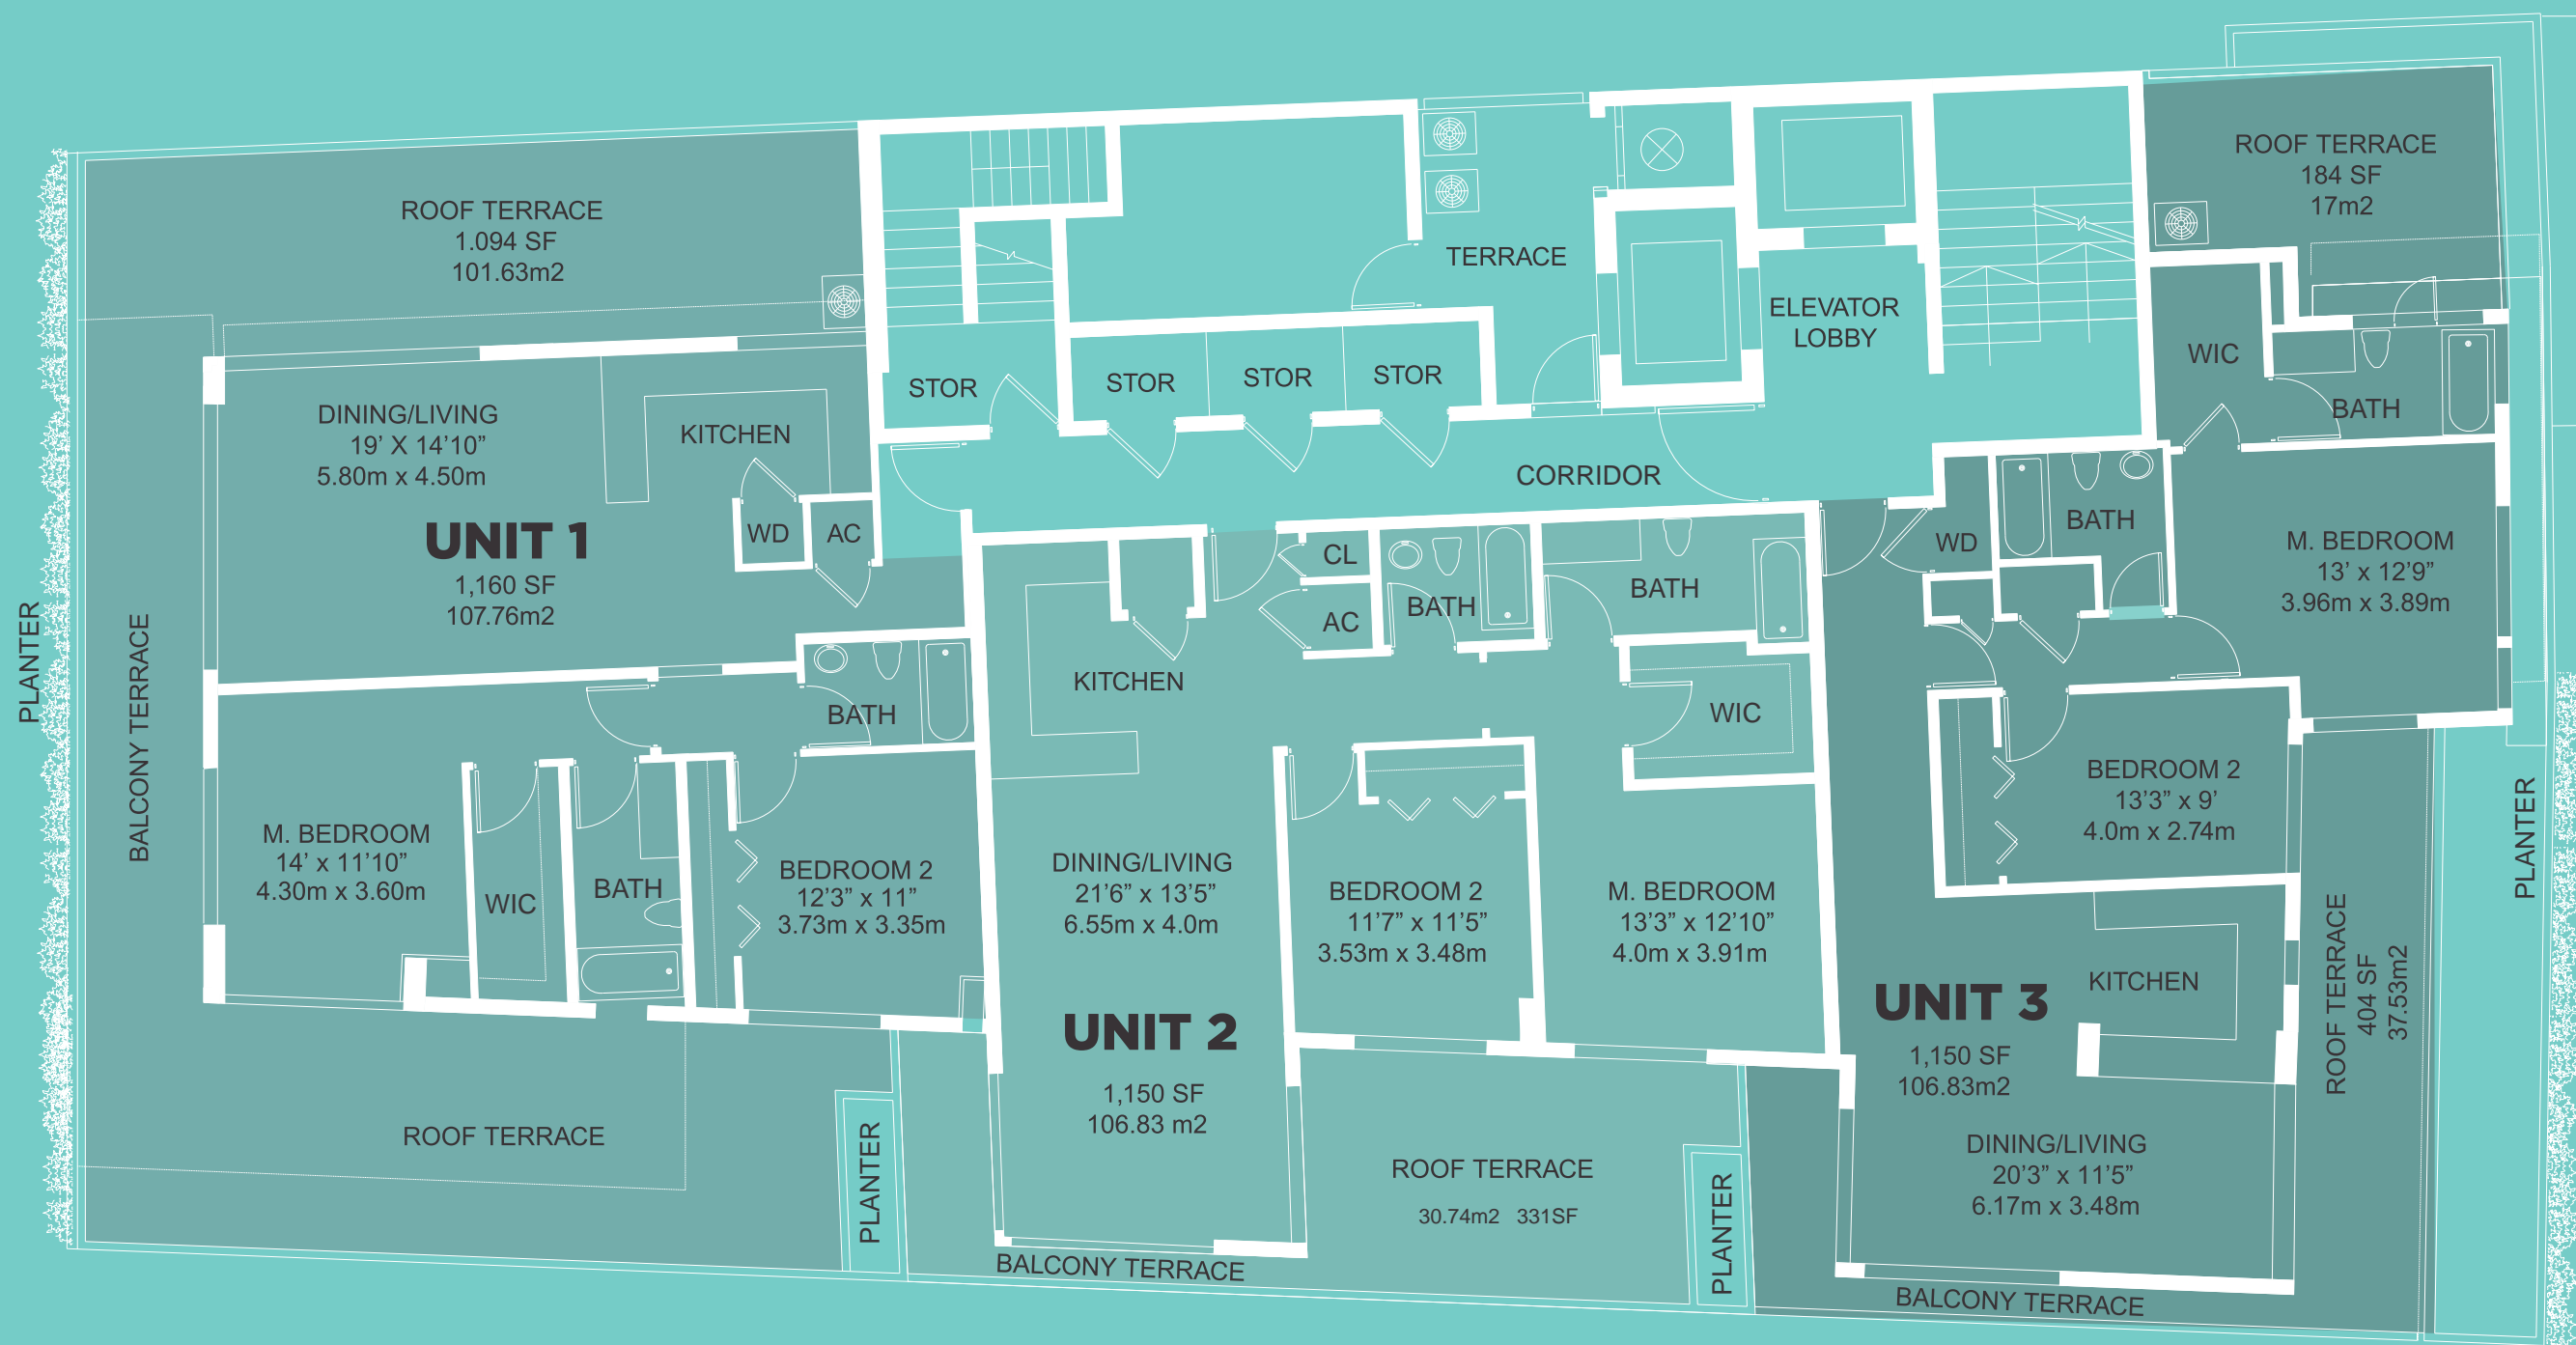 PLANTER
BALCONY TERRACE
ROOF TERRACE
1.094 SF
101.63m2
DINING/LIVING
19’ X 14’10”
5.80m x 4.50m
KITCHEN
UNIT 1
1,160 SF
107.76m2
WD
AC
BATH
M. BEDROOM
14’ x 11’10”
4.30m x 3.60m
WIC
BATH
BEDROOM 2
12’3” x 11”
3.73m x 3.35m
ROOF TERRACE
PLANTER
STOR
STOR
STOR
STOR
TERRACE
ELEVATOR
LOBBY
CORRIDOR
CL
AC
BATH
BATH
KITCHEN
WIC
DINING/LIVING
21’6” x 13’5”
6.55m x 4.0m
BEDROOM 2
11’7” x 11’5”
3.53m x 3.48m
M. BEDROOM
13’3” x 12’10”
4.0m x 3.91m
UNIT 2
1,150 SF
106.83 m2
ROOF TERRACE
30.74m2 331SF
BALCONY TERRACE
PLANTER
ROOF TERRACE
184 SF
17m2
WIC
BATH
WD
BATH
M. BEDROOM
13’ x 12’9”
3.96m x 3.89m
BEDROOM 2
13’3” x 9’
4.0m x 2.74m
KITCHEN
UNIT 3
1,150 SF
106.83m2
DINING/LIVING
20’3” x 11’5”
6.17m x 3.48m
BALCONY TERRACE
ROOF TERRACE
404 SF
37.53m2
PLANTER